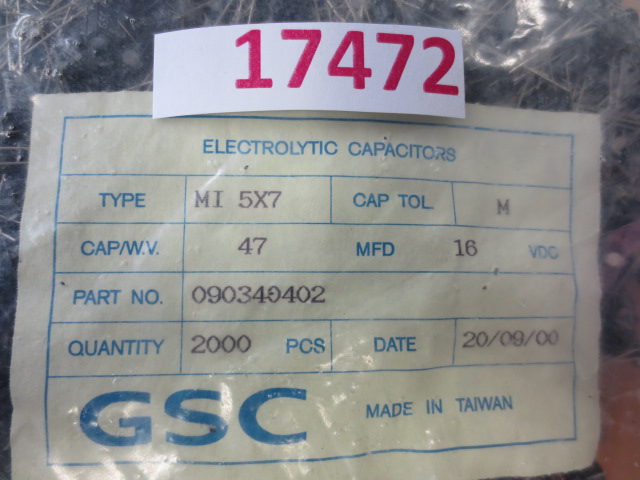 17472
ELECTROLYTIC CAPACITORS
TYPE MI 5X7 CAP TOL. M
CAP/W.V. 47 MFD 16 VDC
PART NO. 090340402
QUANTITY 2000 PCS DATE 20/09/00
GSC MADE IN TAIWAN